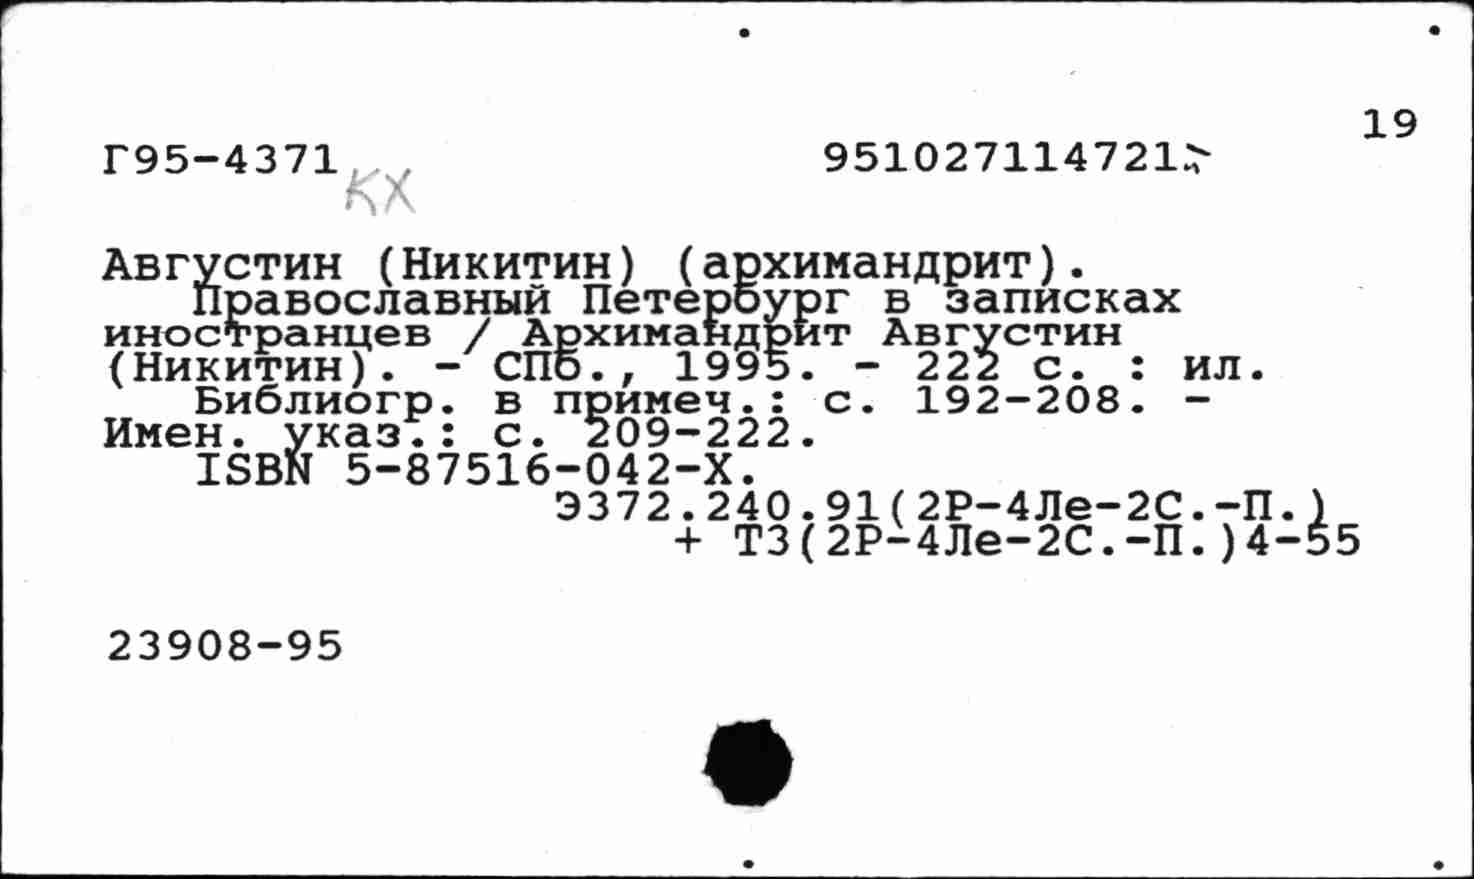 19
Г95-4371 951027114721
КХ
Августин (Никитин) (архимандрит).
Православный Петербург в записках
иностранцев / Архимандрит Августин
(Никитин). - СПб., 1995. - 222 с. : ил.
Библиогр. в примеч.: с. 192-208. -
Имен. указ.: с. 209-222.
ISBN 5-87516-042-X.
Э372.240.91(2Р-4Ле-2С.-П.)
+ Т3(2Р-4Ле-2С.-П.)4-55
23908-95